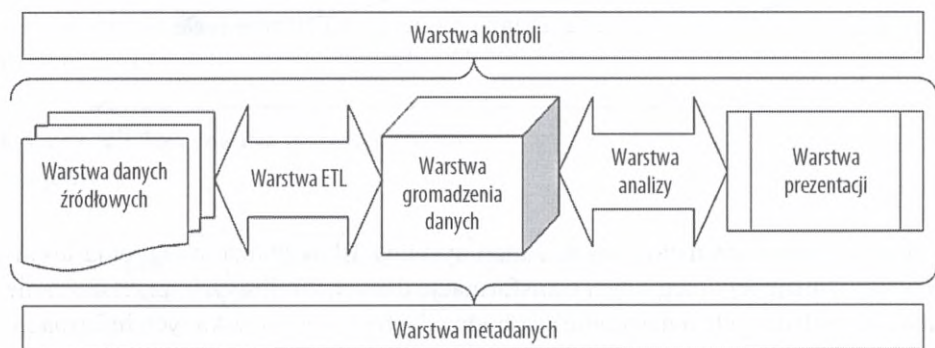 Warstwa kontroli
Warstwa danych
źródłowych
Warstwa ETL
Warstwa
gromadzenia
danych
Warstwa
analizy
Warstwa
prezentacji
Warstwa metadanych